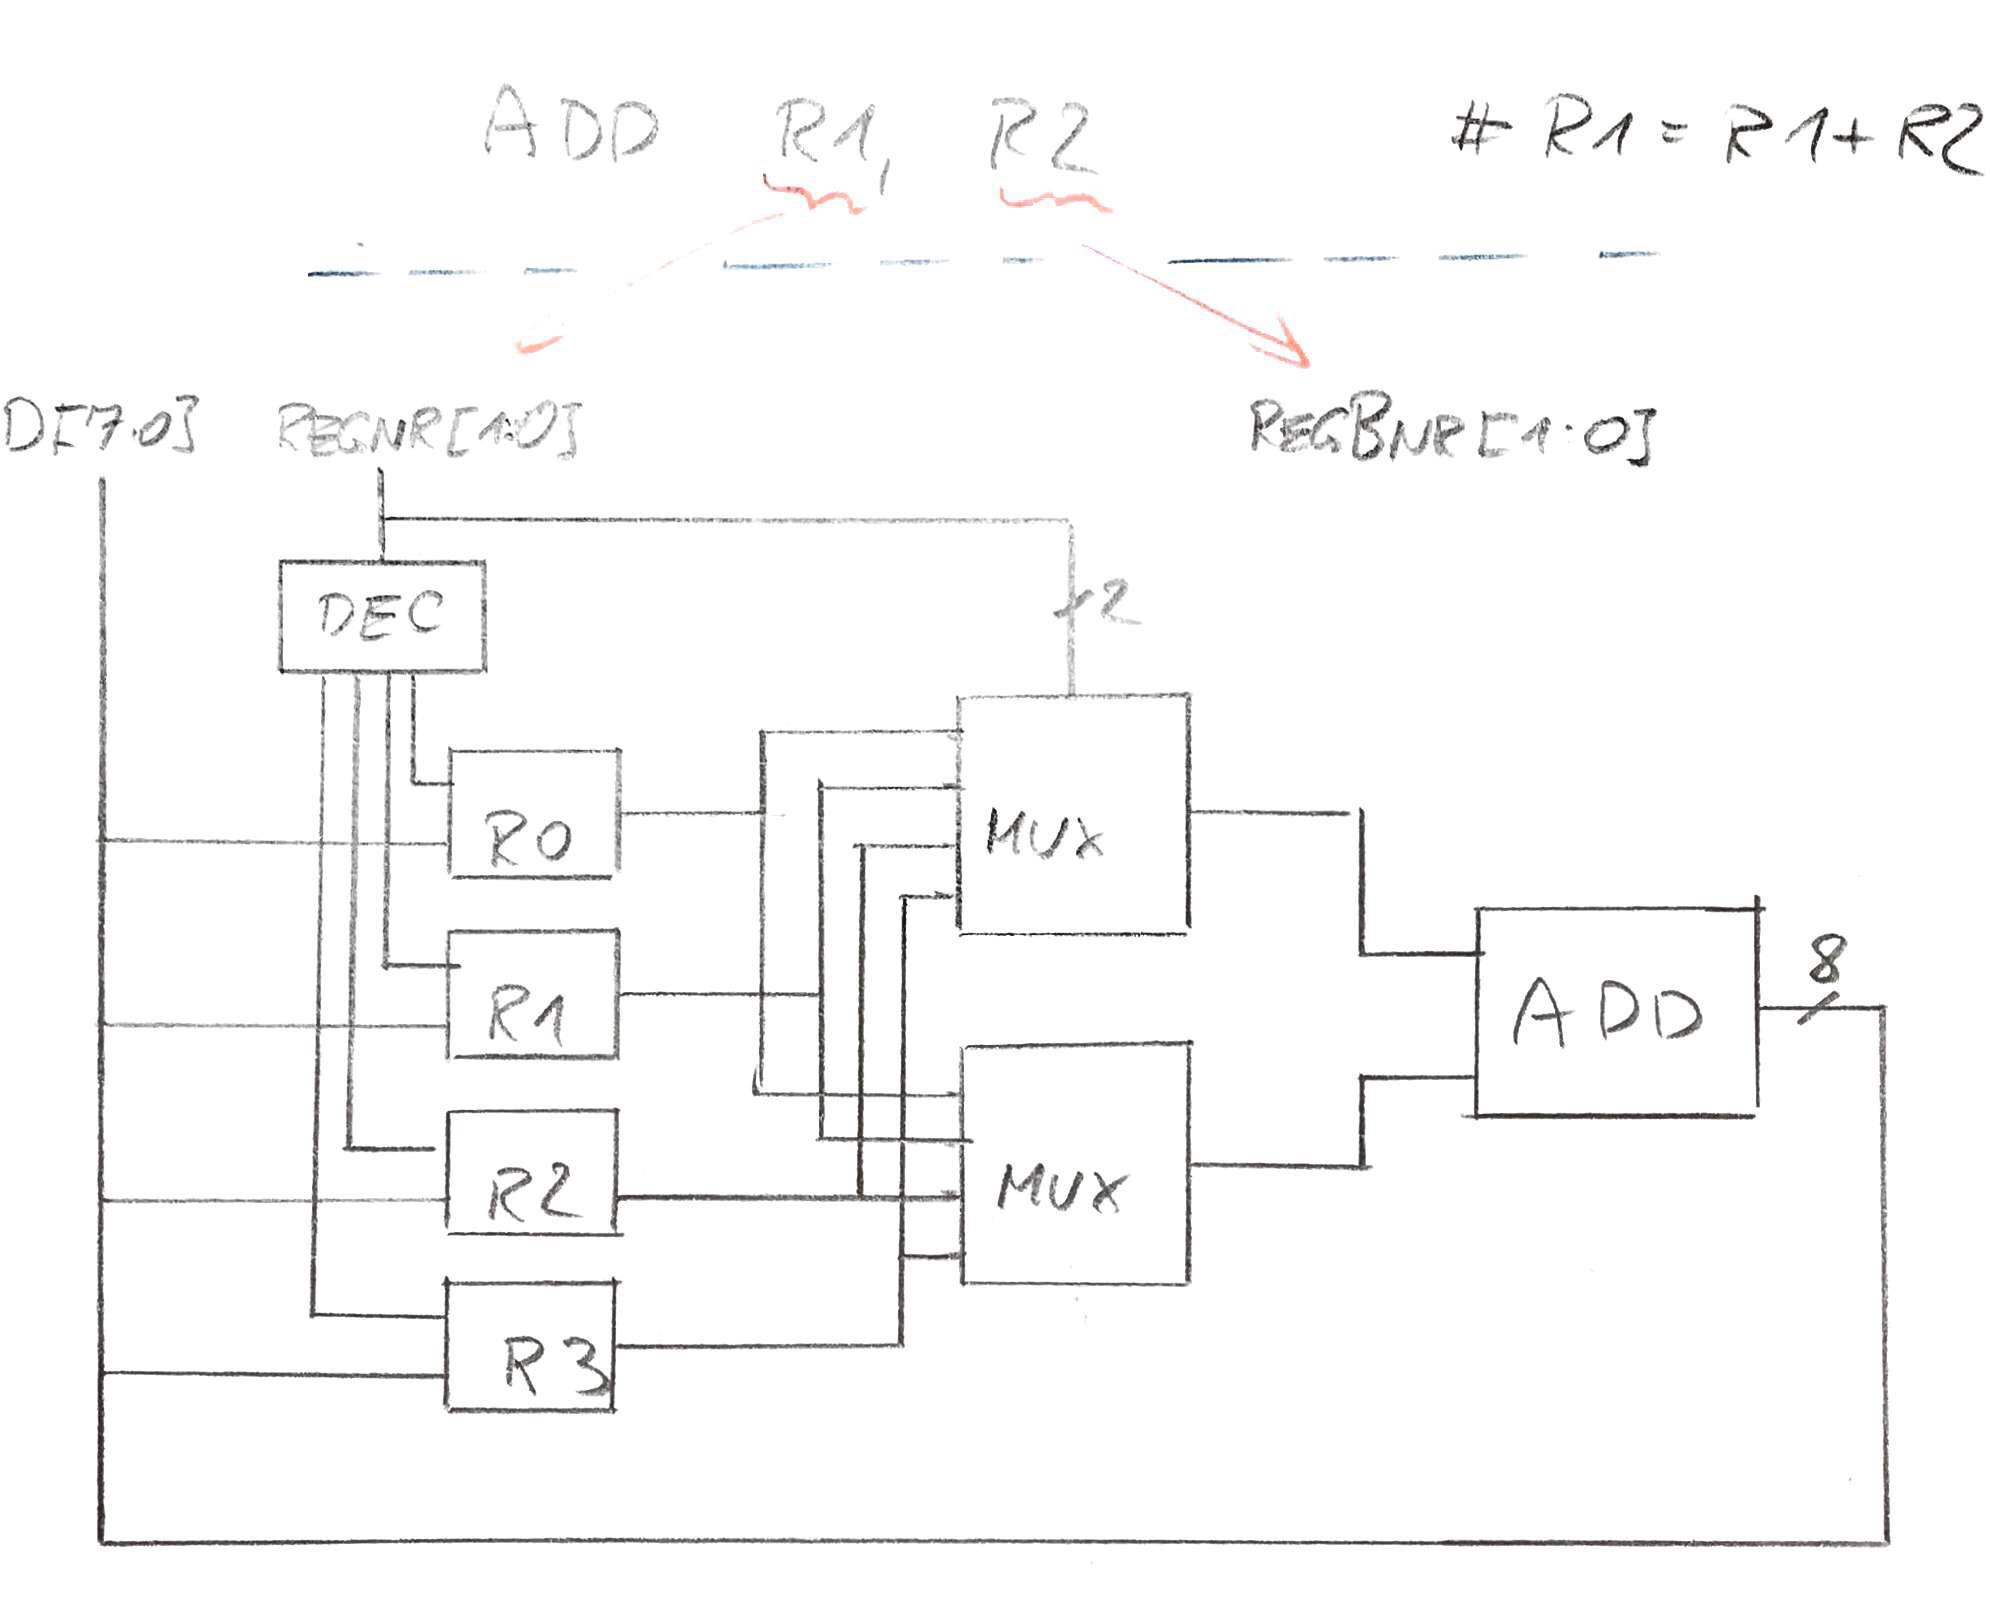 ADD R1, R2 # R1 = R1 + R2
D[7:0] REGNR[1:0] REGBNR[1:0]
DEC
2
R0
MUX
R1
ADD
8
R2
MUX
R3